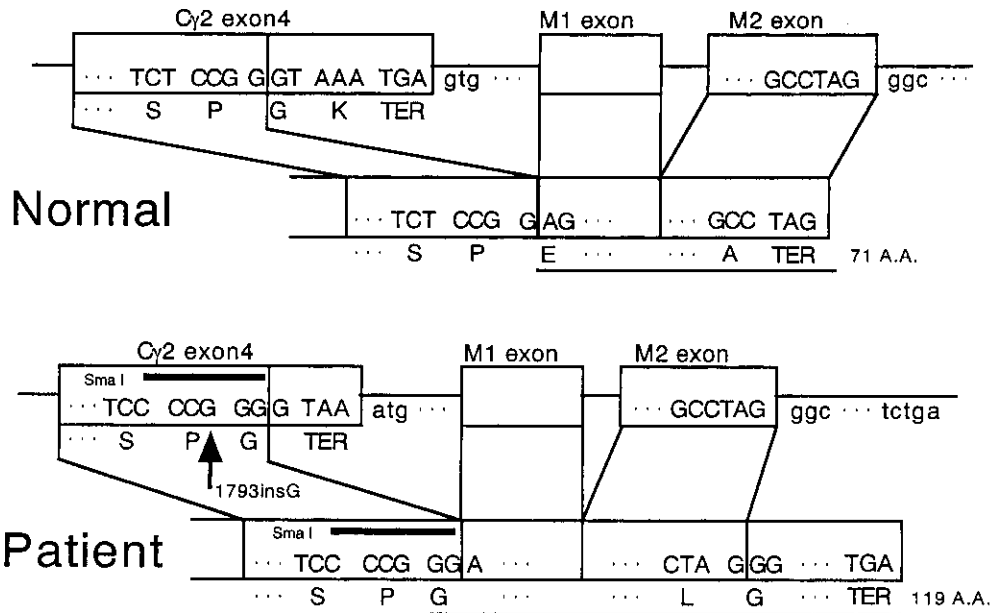 Cγ2 exon4 M1 exon M2 exon
··· TCT CCG G GT AAA TGA gtg ··· ··· GCCTAG ggc ···
··· S P G K TER
Normal
··· TCT CCG G AG ··· ··· GCC TAG
··· S P E ··· ··· A TER 71 A.A.
Cγ2 exon4 M1 exon M2 exon
Sma I
··· TCC CCG GG G TAA atg ··· ··· GCCTAG ggc ··· tctga
··· S P G TER
1793insG
Patient
Sma I
··· TCC CCG GG A ··· ··· CTA G GG ··· TGA
··· S P G ··· ··· L G ··· TER 119 A.A.